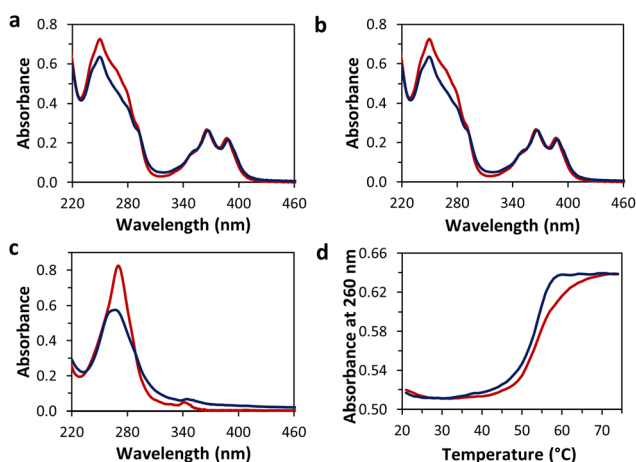 a
Absorbance
0.8
0.6
0.4
0.2
0.0
220 280 340 400 460
Wavelength (nm)
b
Absorbance
0.8
0.6
0.4
0.2
0.0
220 280 340 400 460
Wavelength (nm)
c
Absorbance
0.8
0.6
0.4
0.2
0.0
220 280 340 400 460
Wavelength (nm)
d
Absorbance at 260 nm
0.66
0.62
0.58
0.54
0.50
20 30 40 50 60 70
Temperature (°C)